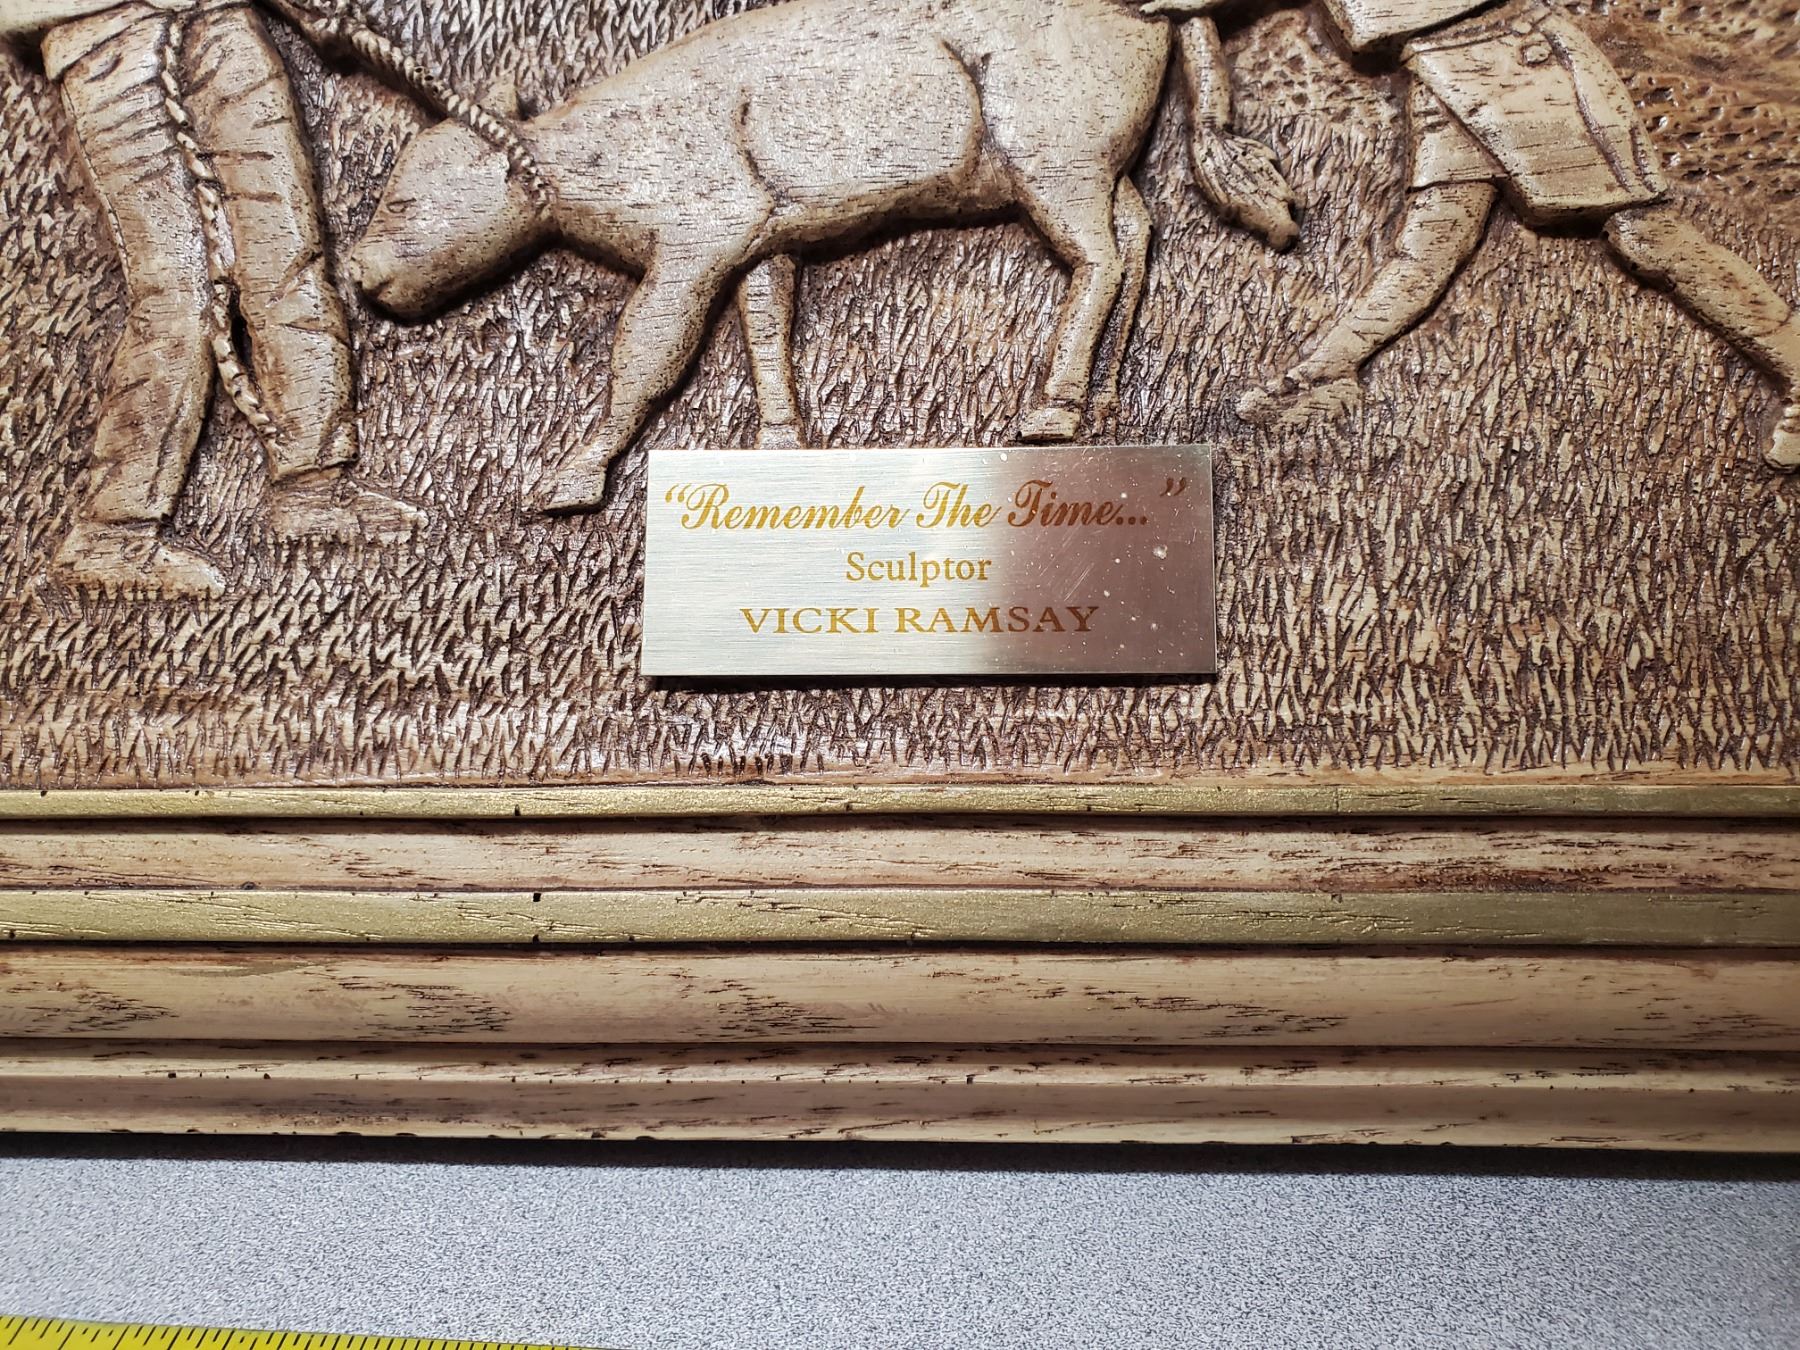 “Remember The Time...”
Sculptor
VICKI RAMSAY